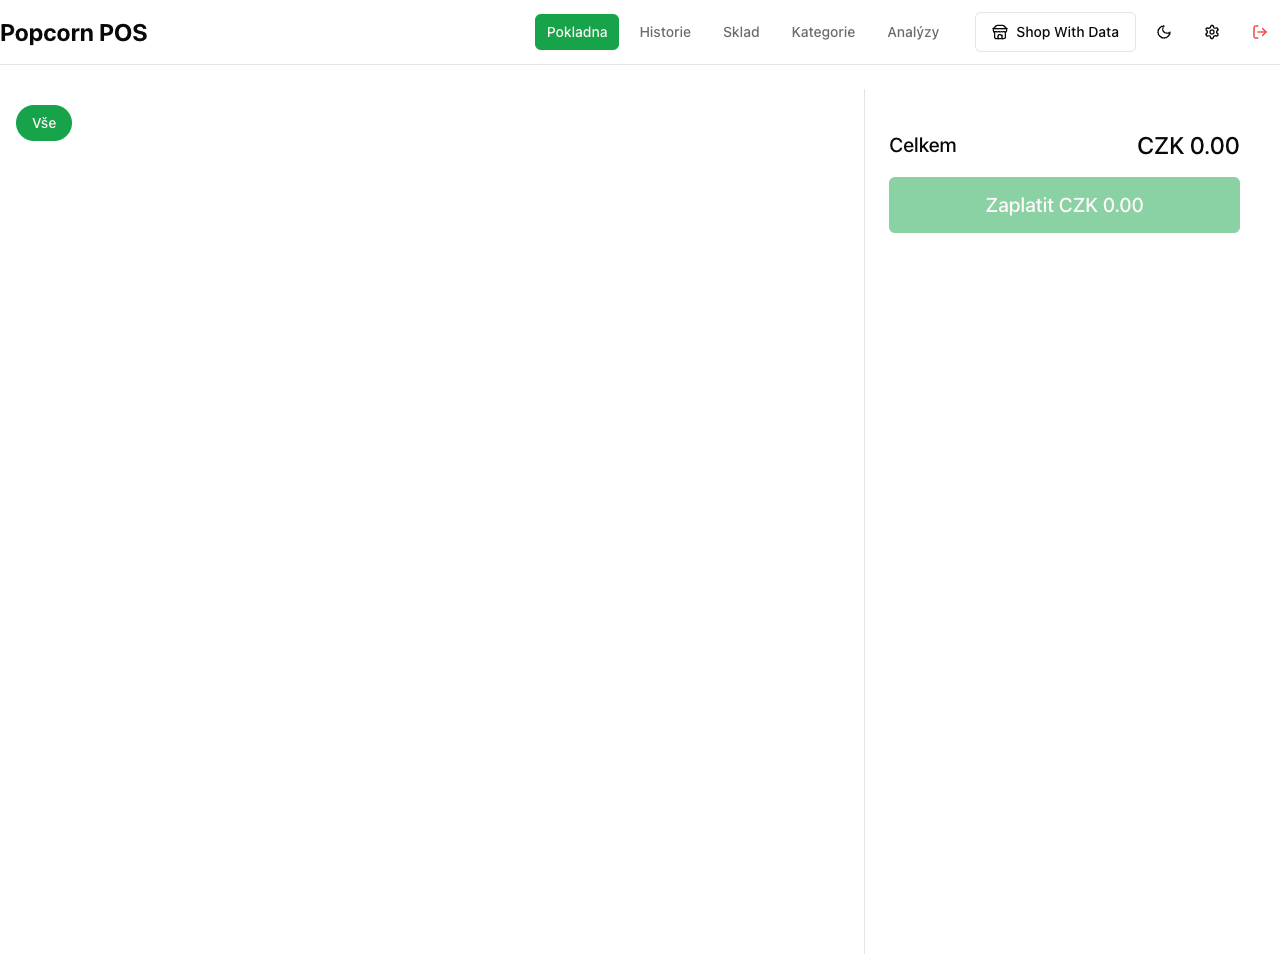 Popcorn POS
Pokladna Historie Sklad Kategorie Analýzy Shop With Data
Vše
Celkem CZK 0.00
Zaplatit CZK 0.00